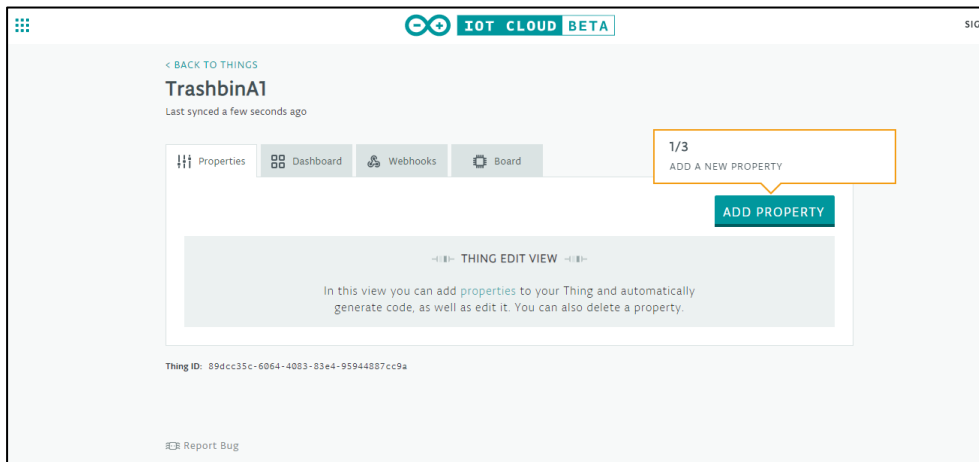 IOT CLOUD BETA
SIG
< BACK TO THINGS
TrashbinA1
Last synced a few seconds ago
Properties
Dashboard
Webhooks
Board
1/3
ADD A NEW PROPERTY
ADD PROPERTY
THING EDIT VIEW
In this view you can add properties to your Thing and automatically
generate code, as well as edit it. You can also delete a property.
Thing ID: 89dcc35c-6064-4083-83e4-95944887cc9a
Report Bug